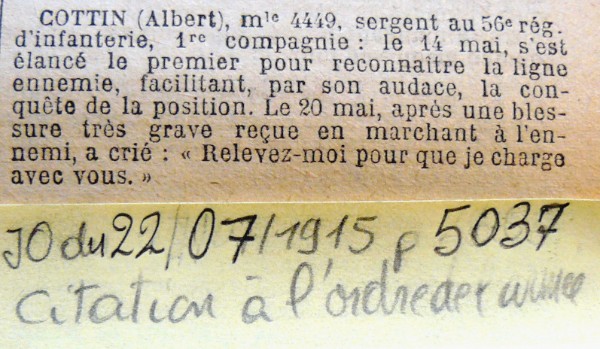 COTTIN (Albert), mle 4449, sergent au 56e rég.
d'infanterie, 1re compagnie : le 14 mai, s'est
élancé le premier pour reconnaître la ligne
ennemie, facilitant, par son audace, la con-
quête de la position. Le 20 mai, après une bles-
sure très grave reçue en marchant à l'en-
nemi, a crié : « Relevez-moi pour que je charge
avec vous. »
JO du 22/07/1915 p 5037
Citation à l'ordre de